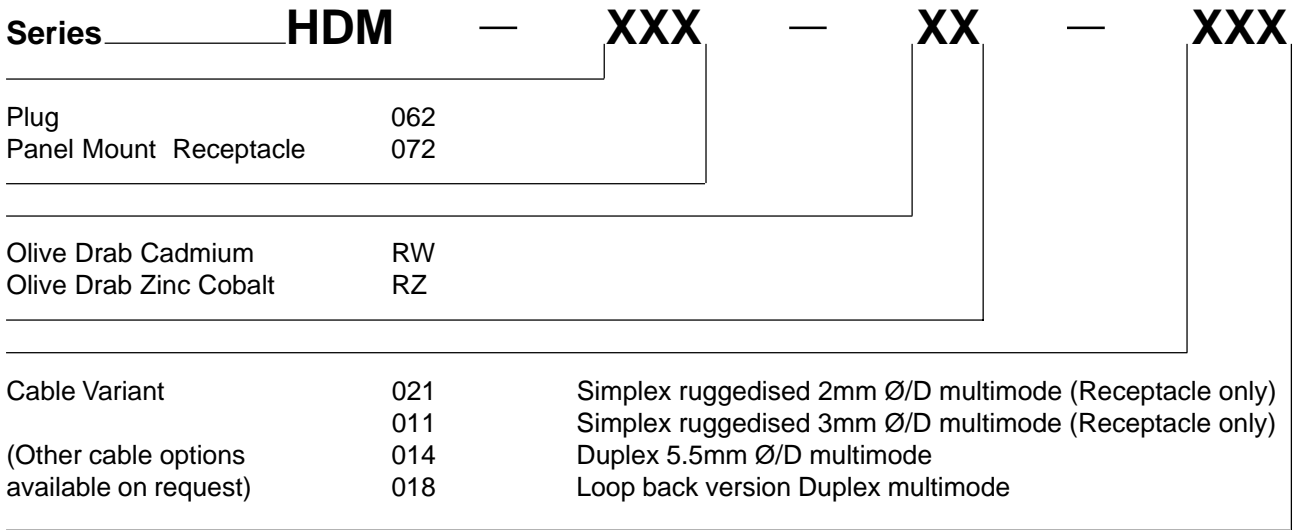 Series HDM — XXX — XX — XXX
Plug 062
Panel Mount Receptacle 072
Olive Drab Cadmium RW
Olive Drab Zinc Cobalt RZ
Cable Variant 021 Simplex ruggedised 2mm Ø/D multimode (Receptacle only)
011 Simplex ruggedised 3mm Ø/D multimode (Receptacle only)
(Other cable options 014 Duplex 5.5mm Ø/D multimode
available on request) 018 Loop back version Duplex multimode